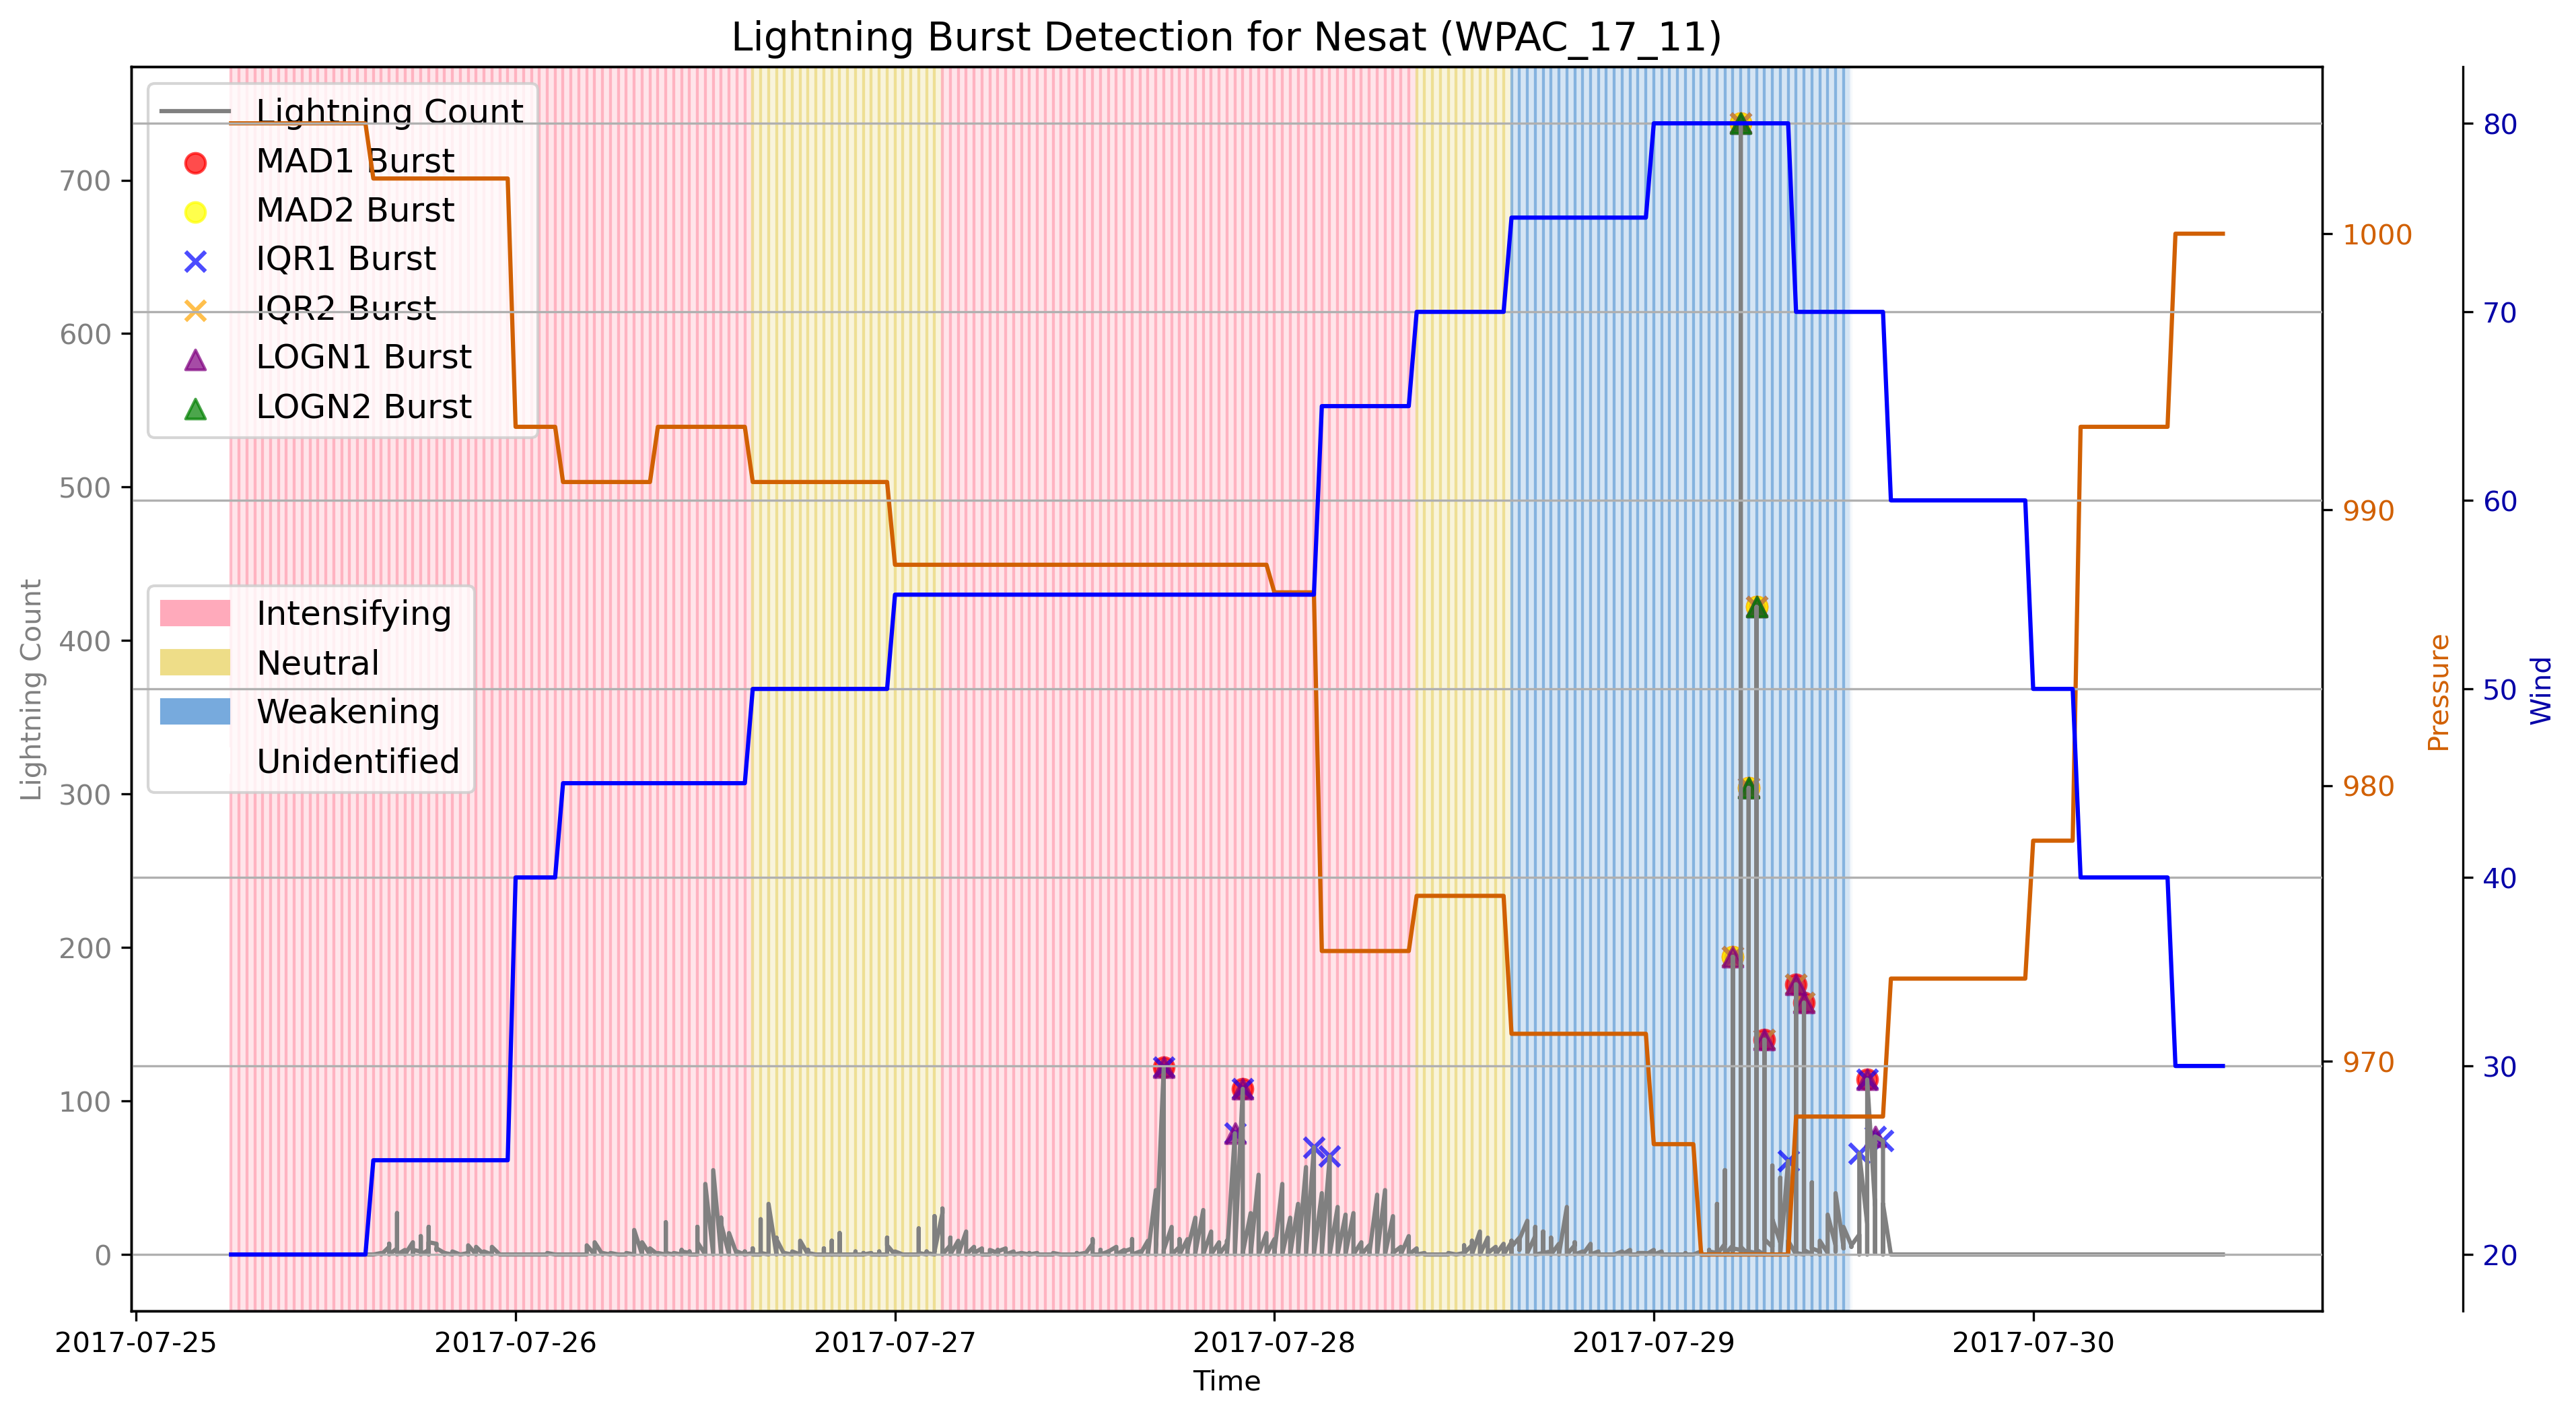 Lightning Burst Detection for Nesat (WPAC_17_11)
Lightning Count
MAD1 Burst
MAD2 Burst
IQR1 Burst
IQR2 Burst
LOGN1 Burst
LOGN2 Burst
Intensifying
Neutral
Weakening
Unidentified
Lightning Count
700
600
500
400
300
200
100
0
1000
990
980
970
Pressure
80
70
60
50
40
30
20
Wind
2017-07-25
2017-07-26
2017-07-27
2017-07-28
2017-07-29
2017-07-30
Time